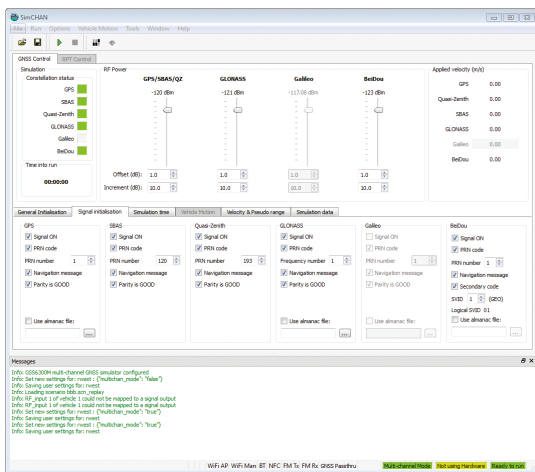 SimCHAN
File Run Options Vehicle Motion Tools Window Help
GNSS Control RPT Control
Simulation
Constellation status
GPS
SBAS
Quasi-Zenith
GLONASS
Galileo
BeiDou
Time into run
00:00:00
RF Power
GPS/SBAS/QZ GLONASS Galileo BeiDou
-120 dBm -121 dBm -117.08 dBm -123 dBm
Offset (dB): 1.0 1.0 1.0 1.0
Increment (dB): 10.0 10.0 10.0 10.0
Applied velocity (m/s)
GPS 0.00
Quasi-Zenith 0.00
SBAS 0.00
GLONASS 0.00
Galileo 0.00
BeiDou 0.00
General Initialisation Signal initialisation Simulation time Vehicle Motion Velocity & Pseudo range Simulation data
GPS
Signal ON
PRN code
PRN number 1
Navigation message
Parity is GOOD
Use almanac file:
...
SBAS
Signal ON
PRN code
PRN number 120
Navigation message
Parity is GOOD
Quasi-Zenith
Signal ON
PRN code
PRN number 193
Navigation message
Parity is GOOD
GLONASS
Signal ON
PRN code
Frequency number 1
Navigation message
Parity is GOOD
Use almanac file:
...
Galileo
Signal ON
PRN code
PRN number 1
Navigation message
Parity is GOOD
Use almanac file:
...
BeiDou
Signal ON
PRN code
PRN number 1
Navigation message
Secondary code
SVID 1 (GEO)
Logical SVID 01
Use almanac file:
...
Messages
Info: GSS6300M multi-channel GNSS simulator configured
Info: Set new settings for: rwest : {"multichan_mode": "false"}
Info: Saving user settings for: rwest
Info: Loading scenario bbb.scn_replay
Info: RF_input 1 of vehicle 1 could not be mapped to a signal output
Info: RF_input 1 of vehicle 1 could not be mapped to a signal output
Info: Set new settings for: rwest : {"multichan_mode": "true"}
Info: Saving user settings for: rwest
Info: Set new settings for: rwest : {"multichan_mode": "true"}
Info: Saving user settings for: rwest
WiFi AP WiFi Man BT NFC FM Tx FM Rx GNSS Passthru Multi-channel Mode Not using Hardware Ready to run